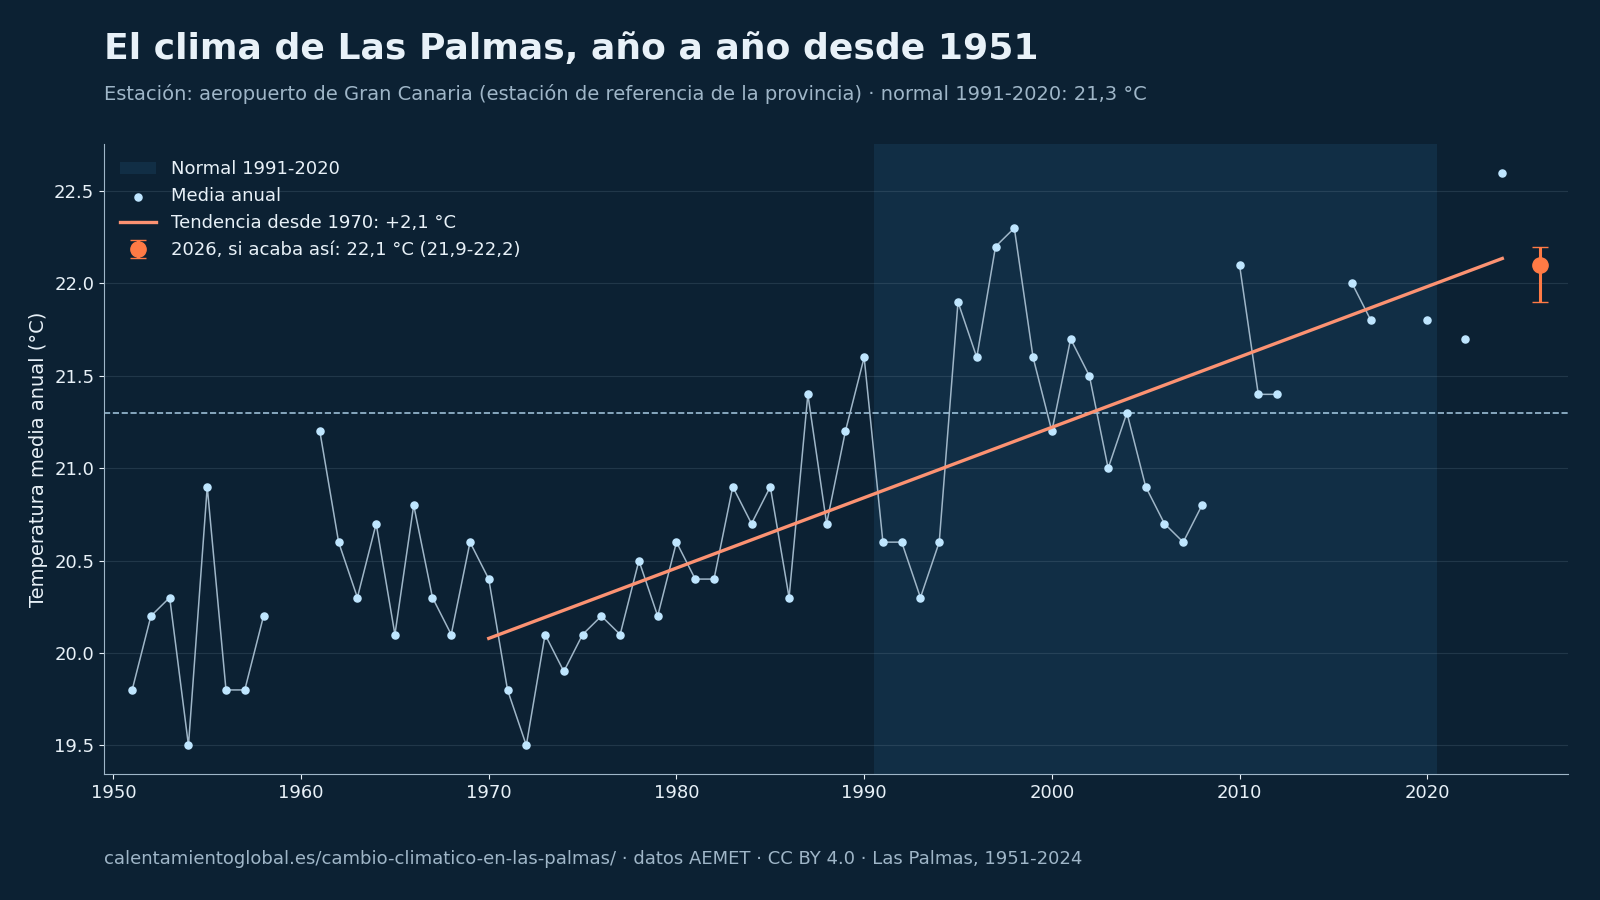 El clima de Las Palmas, año a año desde 1951
Estación: aeropuerto de Gran Canaria (estación de referencia de la provincia) · normal 1991-2020: 21,3 °C
Normal 1991-2020
Media anual
Tendencia desde 1970: +2,1 °C
2026, si acaba así: 22,1 °C (21,9-22,2)
Temperatura media anual (°C)
22.5
22.0
21.5
21.0
20.5
20.0
19.5
1950 1960 1970 1980 1990 2000 2010 2020
calentamientoglobal.es/cambio-climatico-en-las-palmas/ · datos AEMET · CC BY 4.0 · Las Palmas, 1951-2024